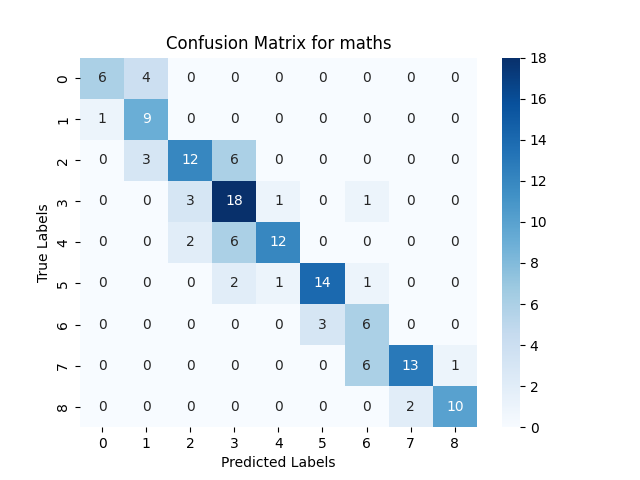 Confusion Matrix for maths
True Labels
0 6 4 0 0 0 0 0 0 0
1 1 9 0 0 0 0 0 0 0
2 0 3 12 6 0 0 0 0 0
3 0 0 3 18 1 0 1 0 0
4 0 0 2 6 12 0 0 0 0
5 0 0 0 2 1 14 1 0 0
6 0 0 0 0 0 3 6 0 0
7 0 0 0 0 0 0 6 13 1
8 0 0 0 0 0 0 0 2 10
0 1 2 3 4 5 6 7 8
Predicted Labels
18
16
14
12
10
8
6
4
2
0